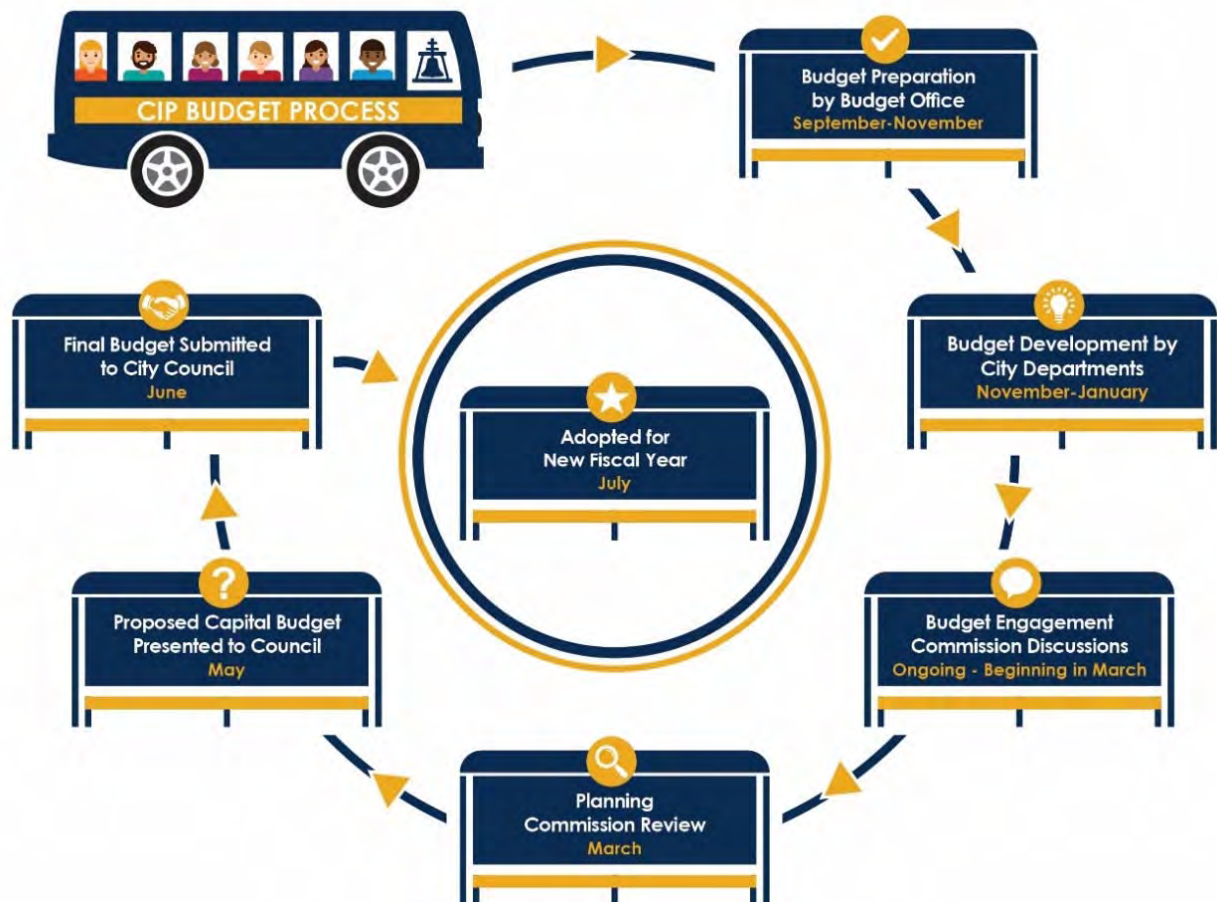 CIP BUDGET PROCESS
Budget Preparation
by Budget Office
September-November
Budget Development by
City Departments
November-January
Budget Engagement
Commission Discussions
Ongoing - Beginning in March
Planning
Commission Review
March
Proposed Capital Budget
Presented to Council
May
Final Budget Submitted
to City Council
June
Adopted for
New Fiscal Year
July